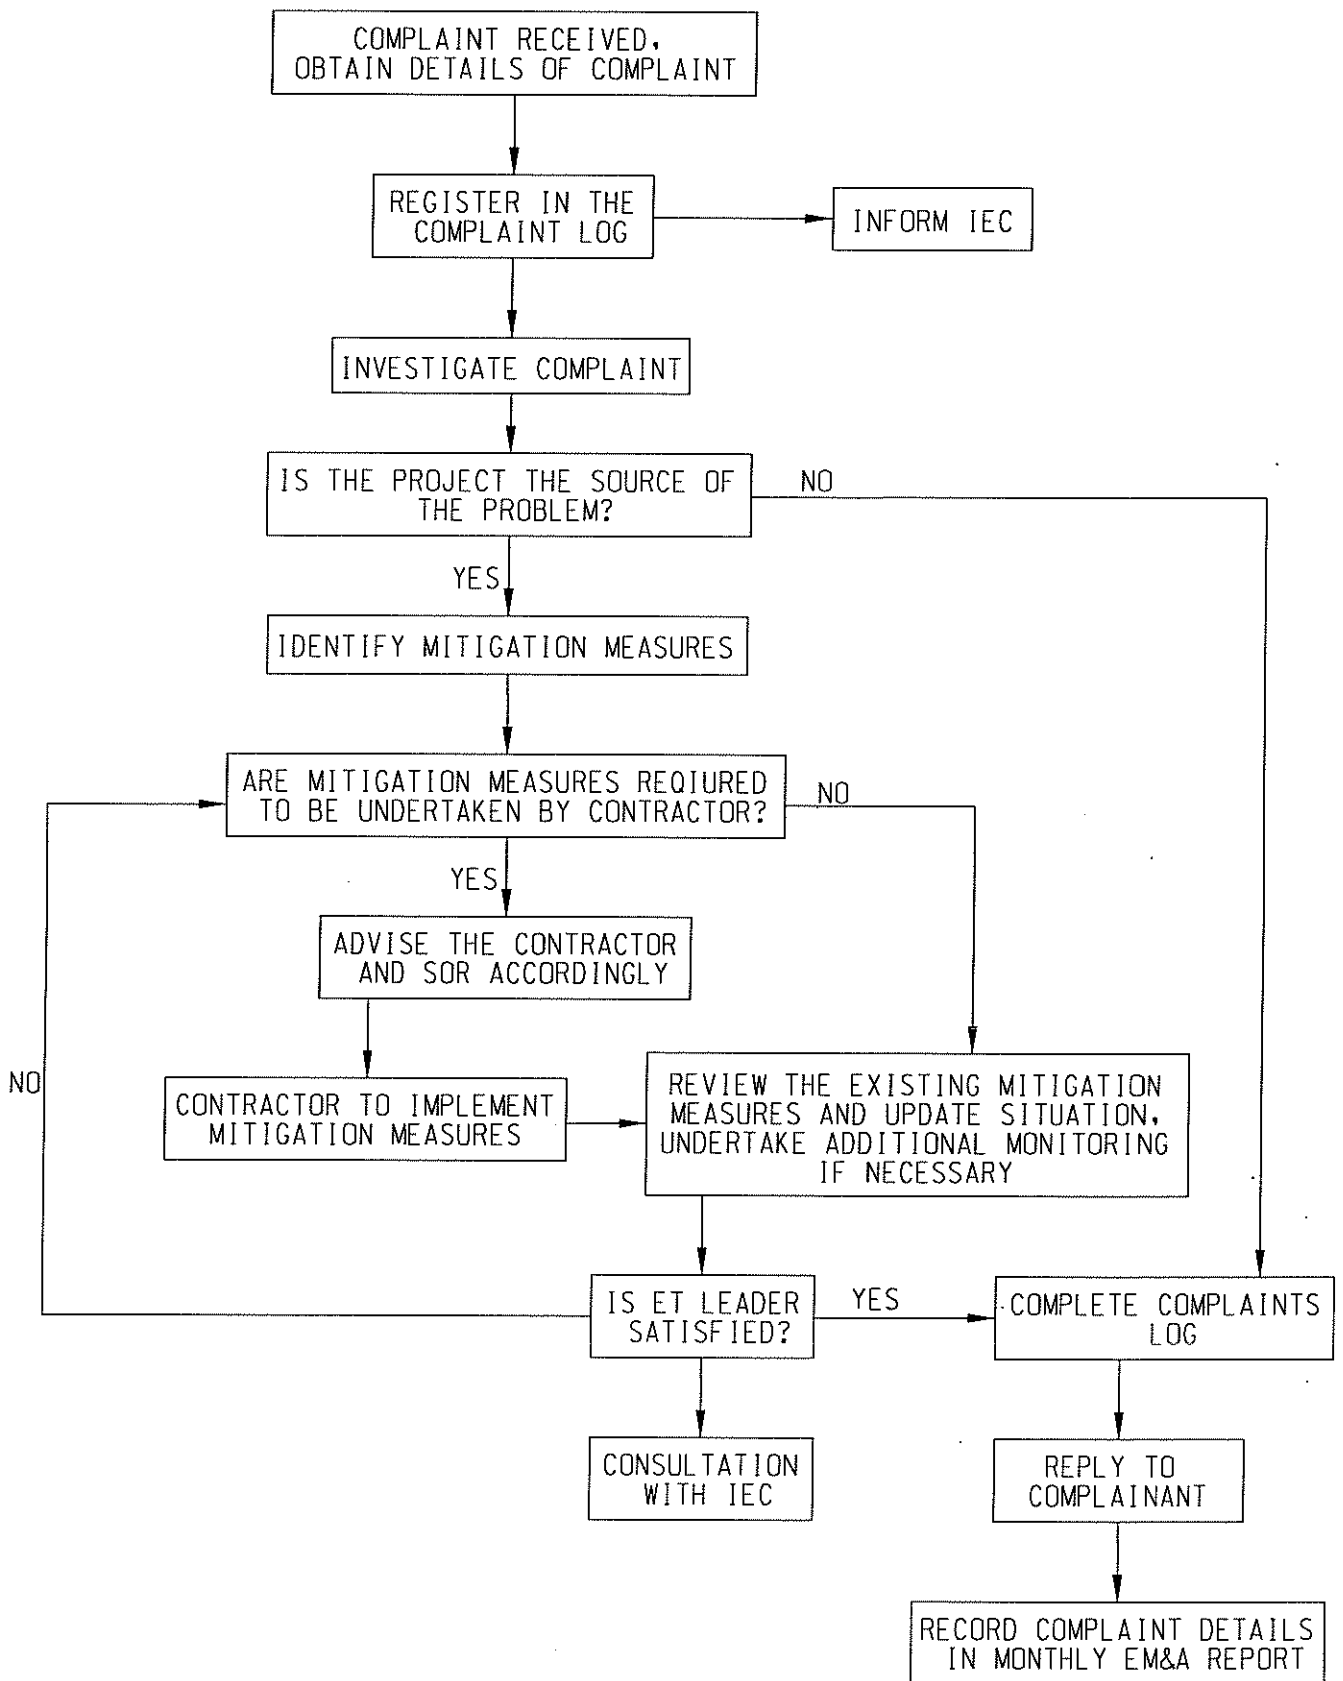 COMPLAINT RECEIVED,
OBTAIN DETAILS OF COMPLAINT
REGISTER IN THE
COMPLAINT LOG
INFORM IEC
INVESTIGATE COMPLAINT
IS THE PROJECT THE SOURCE OF
THE PROBLEM?
NO
YES
IDENTIFY MITIGATION MEASURES
ARE MITIGATION MEASURES REQIURED
TO BE UNDERTAKEN BY CONTRACTOR?
NO
YES
ADVISE THE CONTRACTOR
AND SOR ACCORDINGLY
NO
CONTRACTOR TO IMPLEMENT
MITIGATION MEASURES
REVIEW THE EXISTING MITIGATION
MEASURES AND UPDATE SITUATION,
UNDERTAKE ADDITIONAL MONITORING
IF NECESSARY
IS ET LEADER
SATISFIED?
YES
COMPLETE COMPLAINTS
LOG
CONSULTATION
WITH IEC
REPLY TO
COMPLAINANT
RECORD COMPLAINT DETAILS
IN MONTHLY EM&A REPORT